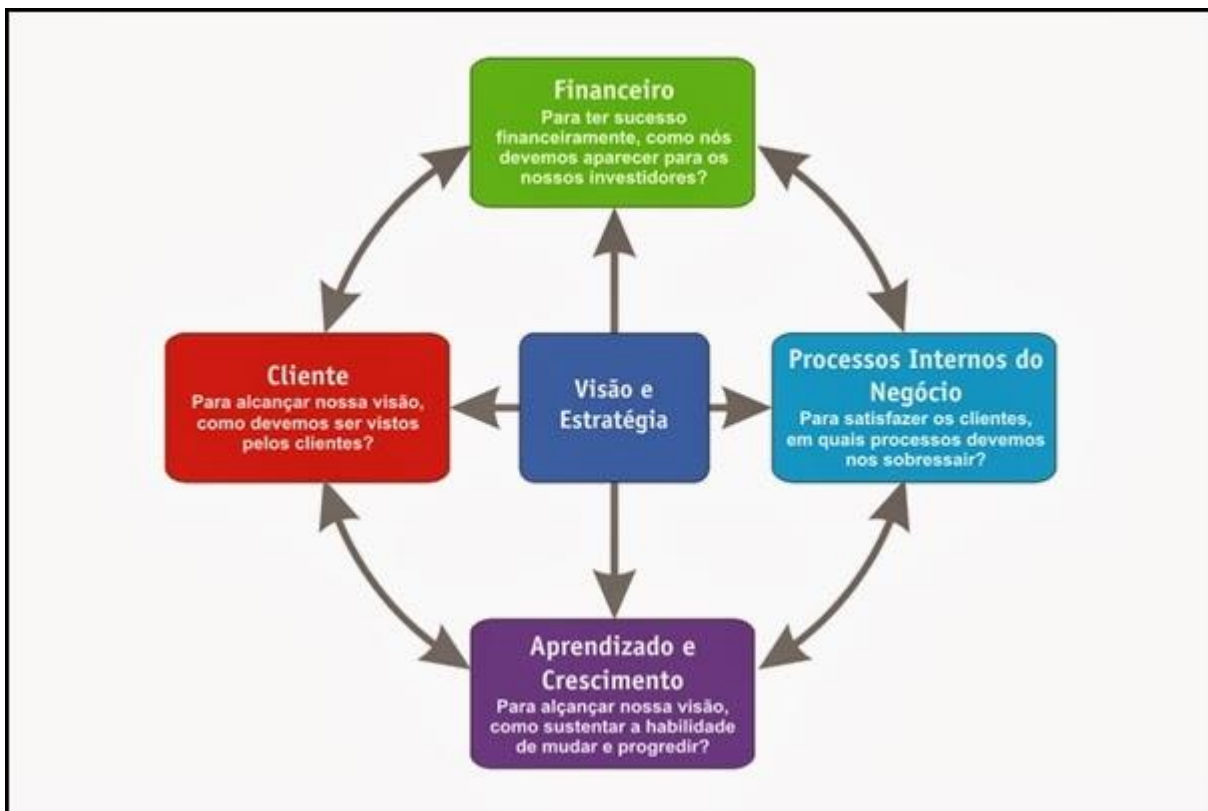 Financeiro
Para ter sucesso
financeiramente, como nós
devemos aparecer para os
nossos investidores?
Cliente
Para alcançar nossa visão,
como devemos ser vistos
pelos clientes?
Visão e
Estratégia
Processos Internos do
Negócio
Para satisfazer os clientes,
em quais processos devemos
nos sobressair?
Aprendizado e
Crescimento
Para alçançar nossa visão,
como sustentar a habilidade
de mudar e progredir?